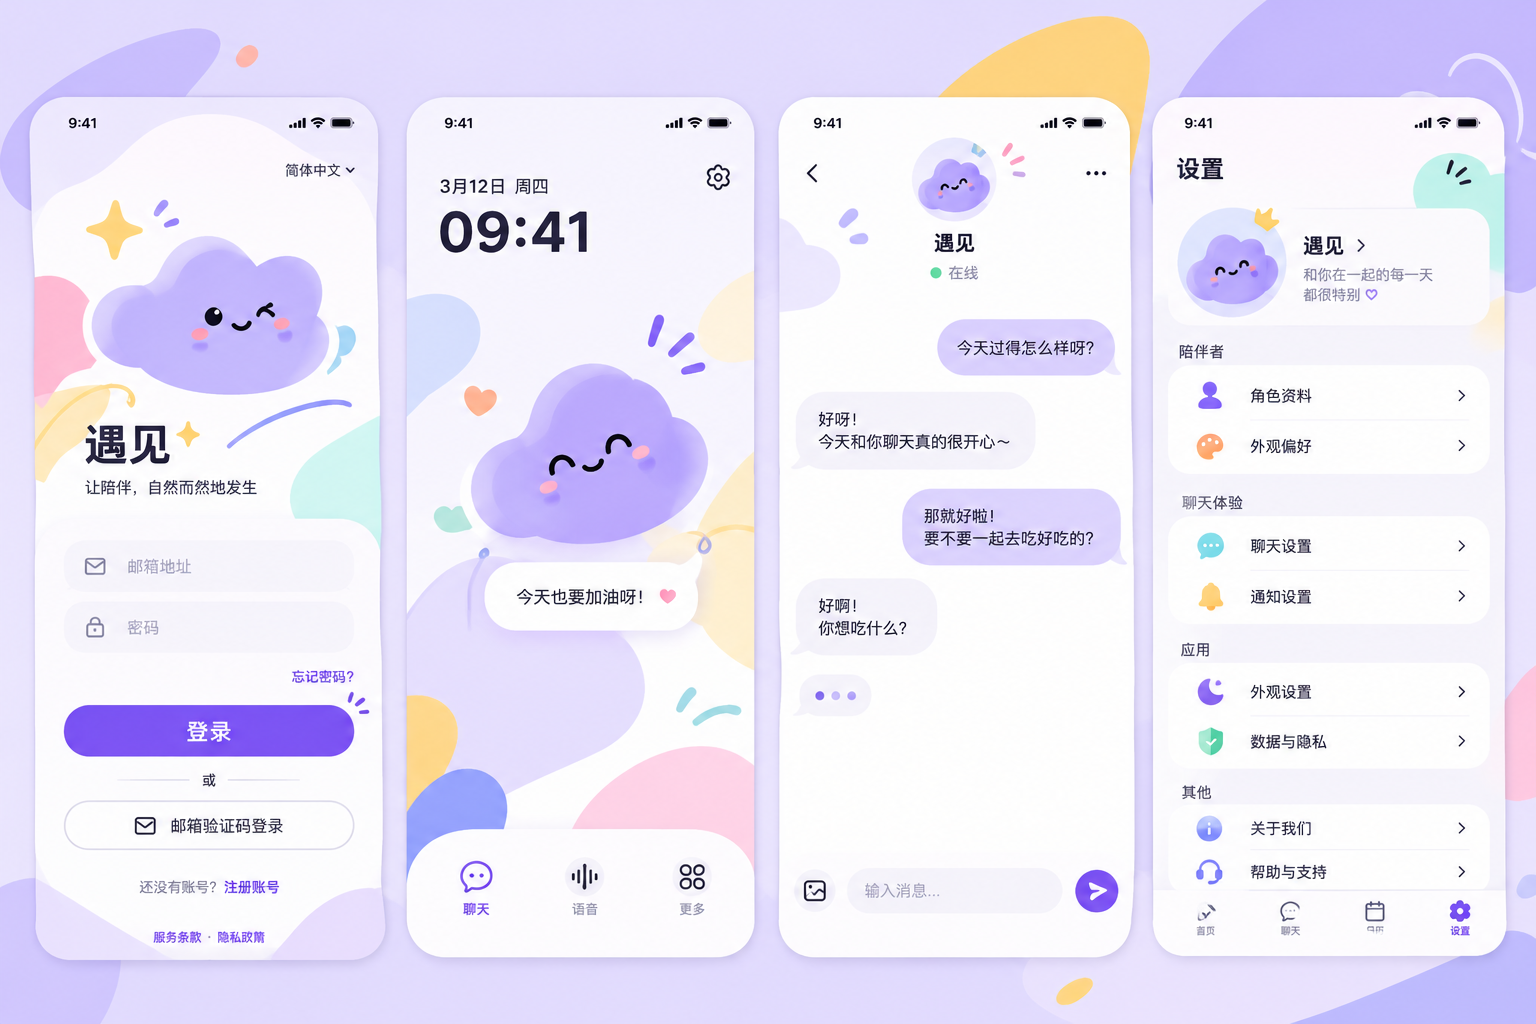 9:41
简体中文
遇见
让陪伴，自然而然地发生
邮箱地址
密码
忘记密码？
登录
或
邮箱验证码登录
还没有账号？ 注册账号
服务条款 · 隐私政策
9:41
3月12日 周四
09:41
今天也要加油呀！
聊天
语音
更多
9:41
遇见
在线
今天过得怎么样呀？
好呀！
今天和你聊天真的很开心～
那就好啦！
要不要一起去吃好吃的？
好啊！
你想吃什么？
输入消息...
9:41
设置
遇见
和你在一起的每一天
都很特别
陪伴者
角色资料
外观偏好
聊天体验
聊天设置
通知设置
应用
外观设置
数据与隐私
其他
关于我们
帮助与支持
首页
聊天
设置